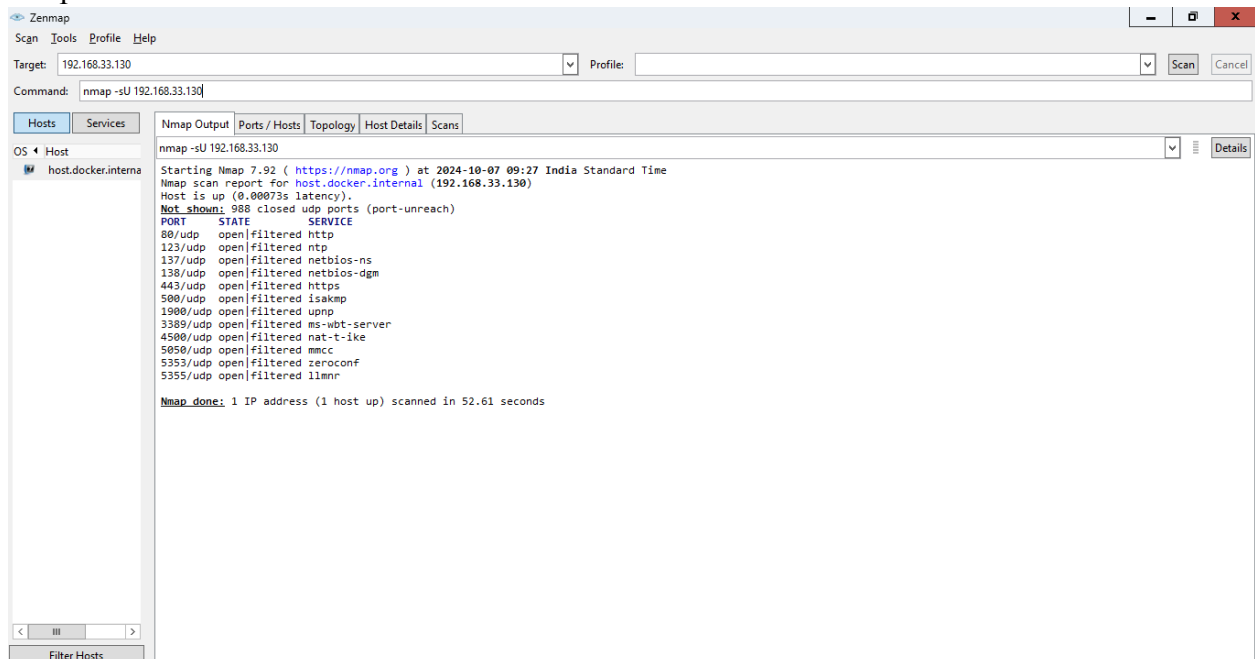 Zenmap
Scan Tools Profile Help
Target: 192.168.33.130 Profile: Scan Cancel
Command: nmap -sU 192.168.33.130
Hosts Services Nmap Output Ports / Hosts Topology Host Details Scans
OS Host nmap -sU 192.168.33.130 Details
host.docker.interna
Starting Nmap 7.92 ( https://nmap.org ) at 2024-10-07 09:27 India Standard Time
Nmap scan report for host.docker.internal (192.168.33.130)
Host is up (0.00073s latency).
Not shown: 988 closed udp ports (port-unreach)
PORT STATE SERVICE
80/udp open|filtered http
123/udp open|filtered ntp
137/udp open|filtered netbios-ns
138/udp open|filtered netbios-dgm
443/udp open|filtered https
500/udp open|filtered isakmp
1900/udp open|filtered upnp
3389/udp open|filtered ms-wbt-server
4500/udp open|filtered nat-t-ike
5050/udp open|filtered mmcc
5353/udp open|filtered zeroconf
5355/udp open|filtered llmnr
Nmap done: 1 IP address (1 host up) scanned in 52.61 seconds
Filter Hosts